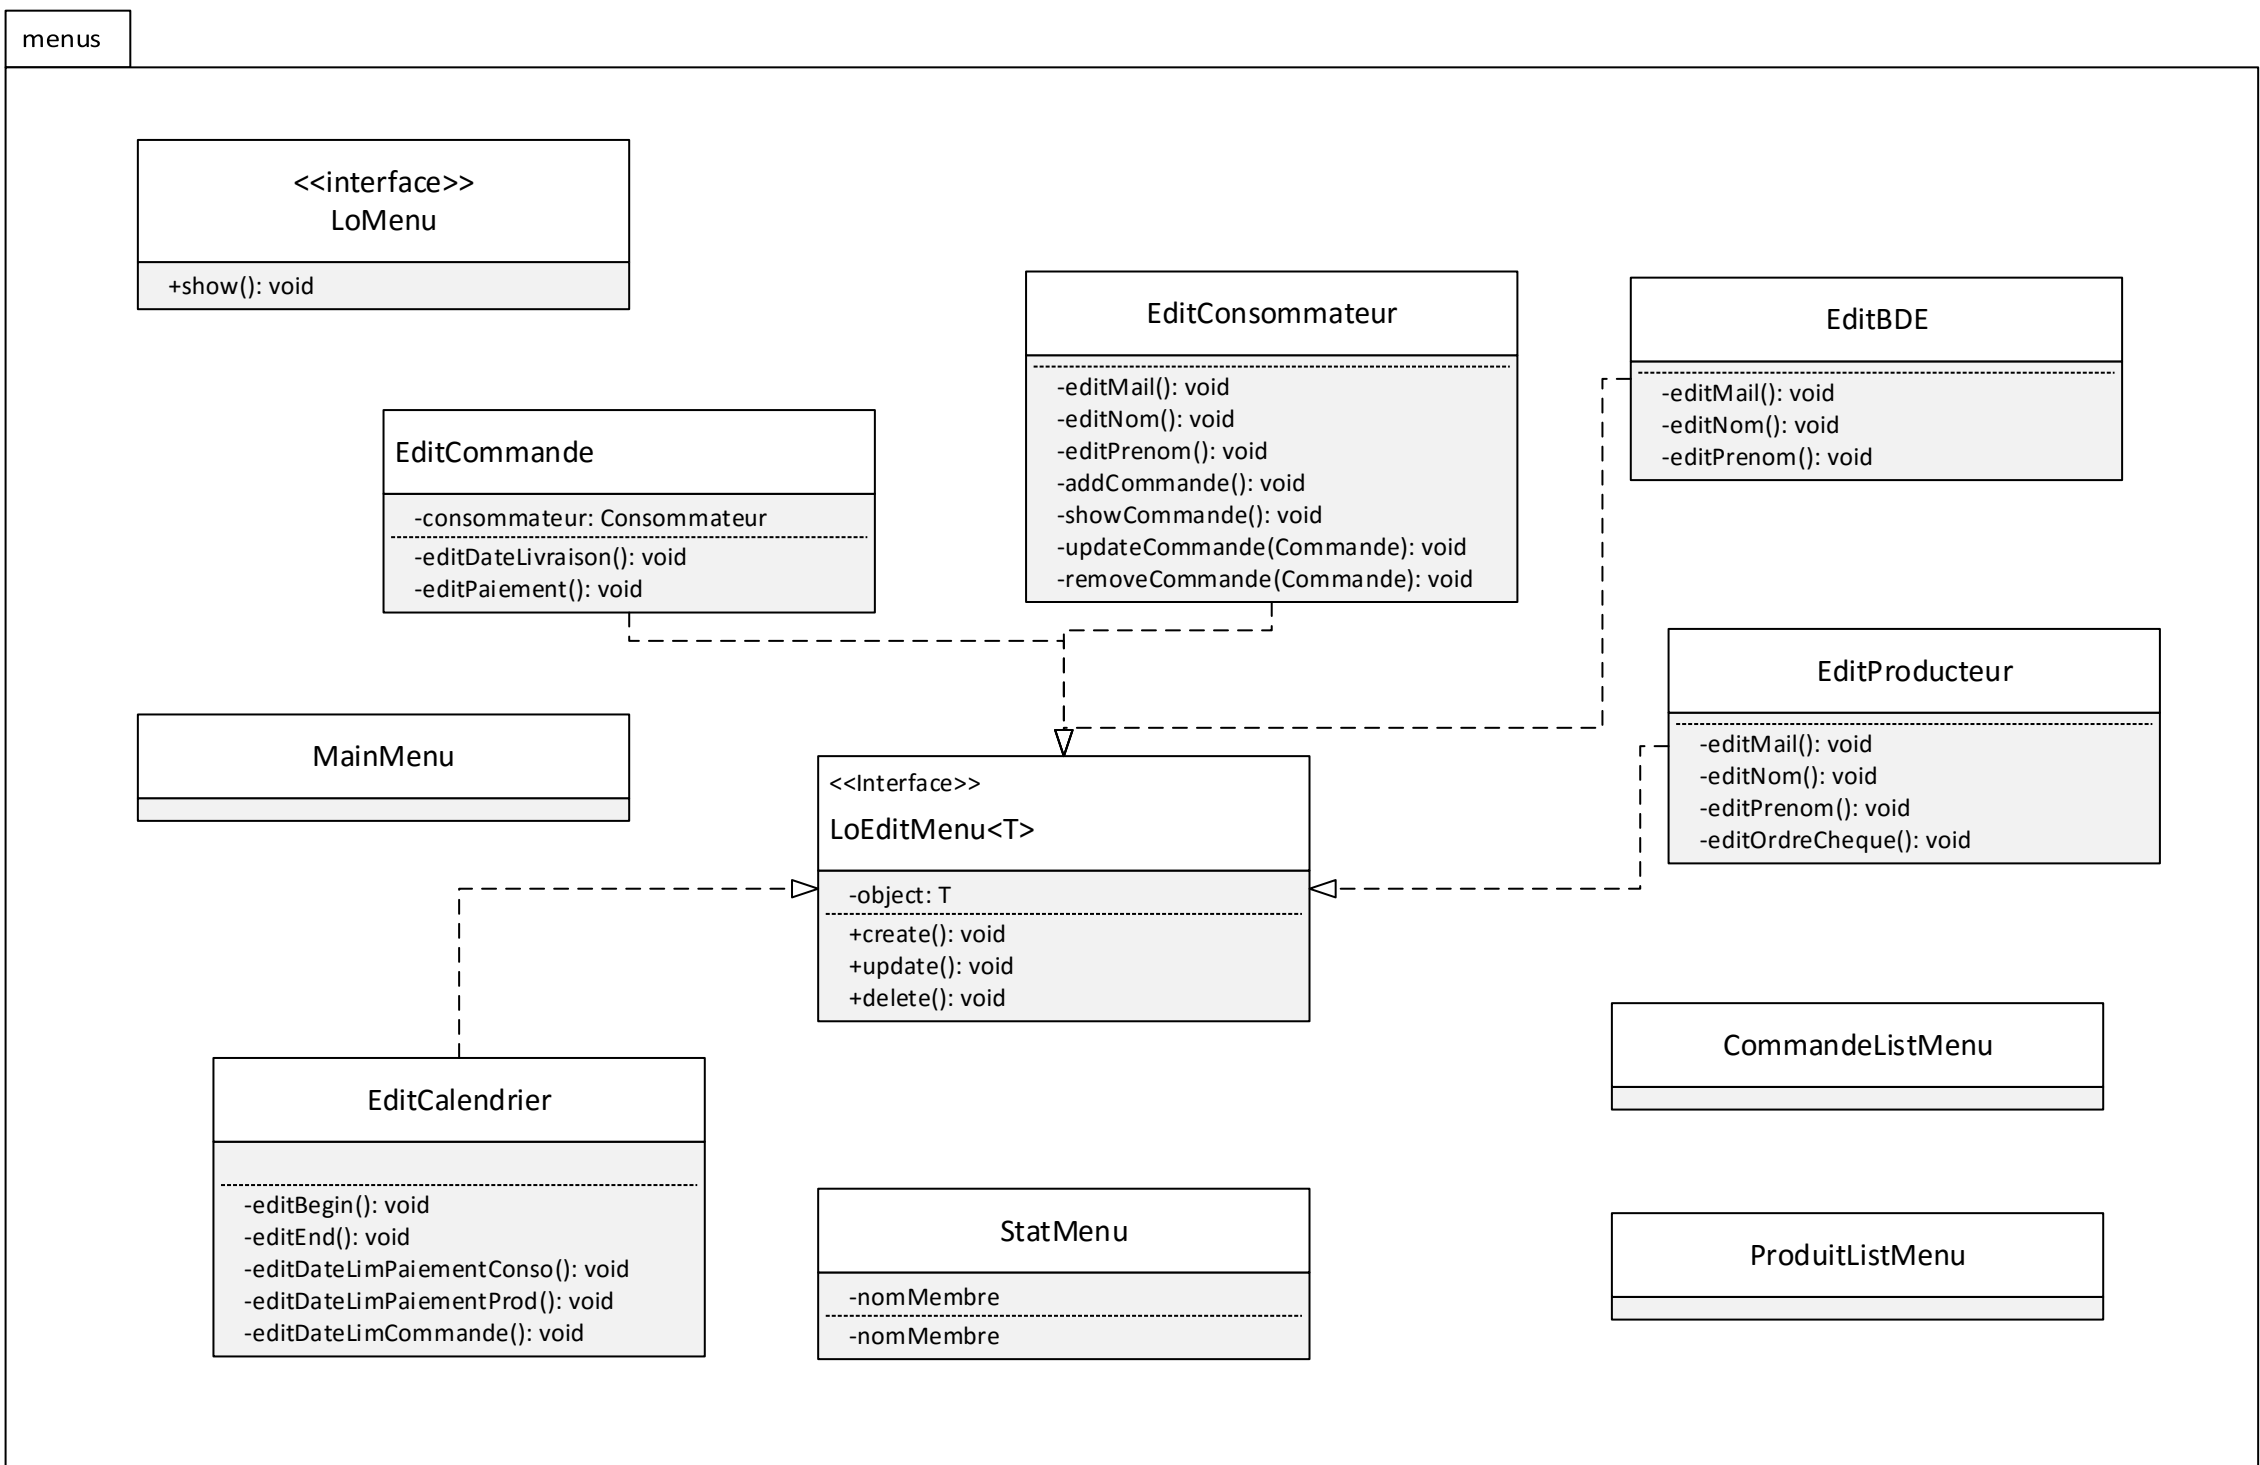 menus
<<interface>>
LoMenu
+show(): void
EditConsommateur
-editMail(): void
-editNom(): void
-editPrenom(): void
-addCommande(): void
-showCommande(): void
-updateCommande(Commande): void
-removeCommande(Commande): void
EditBDE
-editMail(): void
-editNom(): void
-editPrenom(): void
EditCommande
-consommateur: Consommateur
-editDateLivraison(): void
-editPaiement(): void
EditProducteur
-editMail(): void
-editNom(): void
-editPrenom(): void
-editOrdreCheque(): void
MainMenu
<<Interface>>
LoEditMenu<T>
-object: T
+create(): void
+update(): void
+delete(): void
CommandeListMenu
EditCalendrier
-editBegin(): void
-editEnd(): void
-editDateLimPaiementConso(): void
-editDateLimPaiementProd(): void
-editDateLimCommande(): void
StatMenu
-nomMembre
-nomMembre
ProduitListMenu